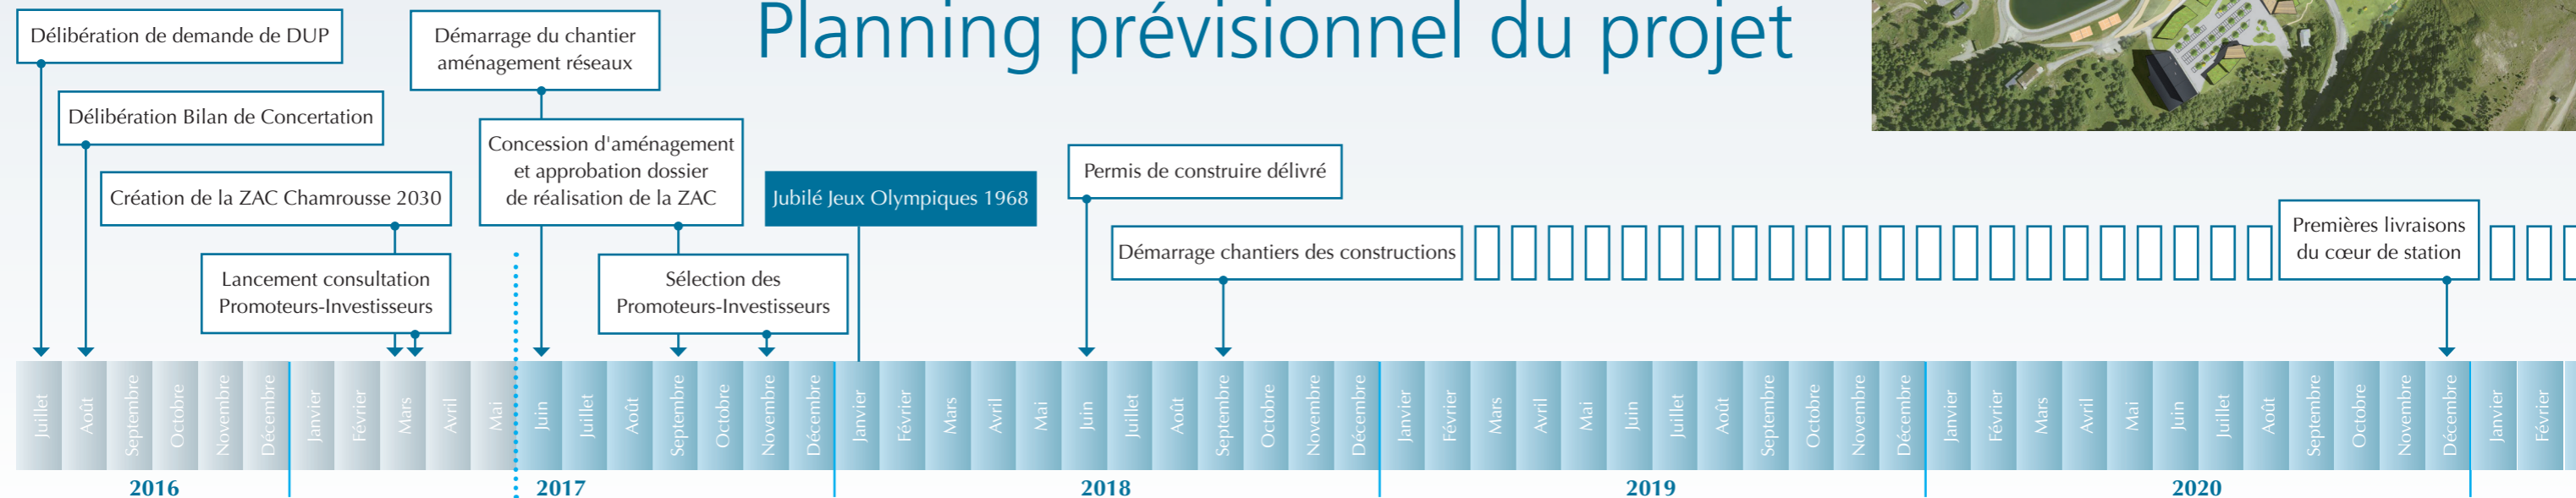 Planning prévisionnel du projet
Délibération de demande de DUP
Délibération Bilan de Concertation
Création de la ZAC Chamrousse 2030
Lancement consultation
Promoteurs-Investisseurs
Démarrage du chantier
aménagement réseaux
Concession d'aménagement
et approbation dossier
de réalisation de la ZAC
Sélection des
Promoteurs-Investisseurs
Jubilé Jeux Olympiques 1968
Permis de construire délivré
Démarrage chantiers des constructions
Premières livraisons
du cœur de station
Juillet
Août
Septembre
Octobre
Novembre
Décembre
Janvier
Février
Mars
Avril
Mai
Juin
Juillet
Août
Septembre
Octobre
Novembre
Décembre
Janvier
Février
Mars
Avril
Mai
Juin
Juillet
Août
Septembre
Octobre
Novembre
Décembre
Janvier
Février
Mars
Avril
Mai
Juin
Juillet
Août
Septembre
Octobre
Novembre
Décembre
Janvier
Février
Mars
Avril
Mai
Juin
Juillet
Août
Septembre
Octobre
Novembre
Décembre
Janvier
Février
2016
2017
2018
2019
2020